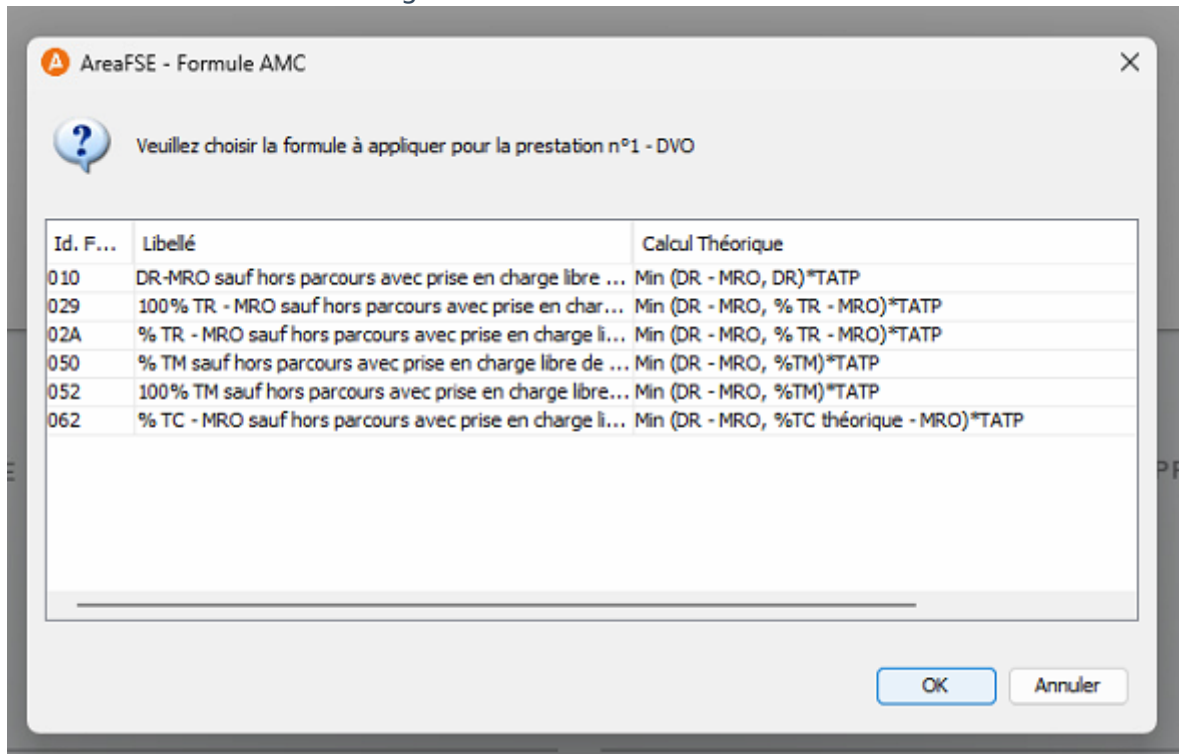 AreaFSE - Formule AMC
Veuillez choisir la formule à appliquer pour la prestation n°1 - DVO
Id. F... Libellé Calcul Théorique
010 DR-MRO sauf hors parcours avec prise en charge libre ... Min (DR - MRO, DR)*TATP
029 100% TR - MRO sauf hors parcours avec prise en char... Min (DR - MRO, % TR - MRO)*TATP
02A % TR - MRO sauf hors parcours avec prise en charge li... Min (DR - MRO, % TR - MRO)*TATP
050 % TM sauf hors parcours avec prise en charge libre de ... Min (DR - MRO, %TM)*TATP
052 100% TM sauf hors parcours avec prise en charge libre... Min (DR - MRO, %TM)*TATP
062 % TC - MRO sauf hors parcours avec prise en charge li... Min (DR - MRO, %TC théorique - MRO)*TATP
OK Annuler